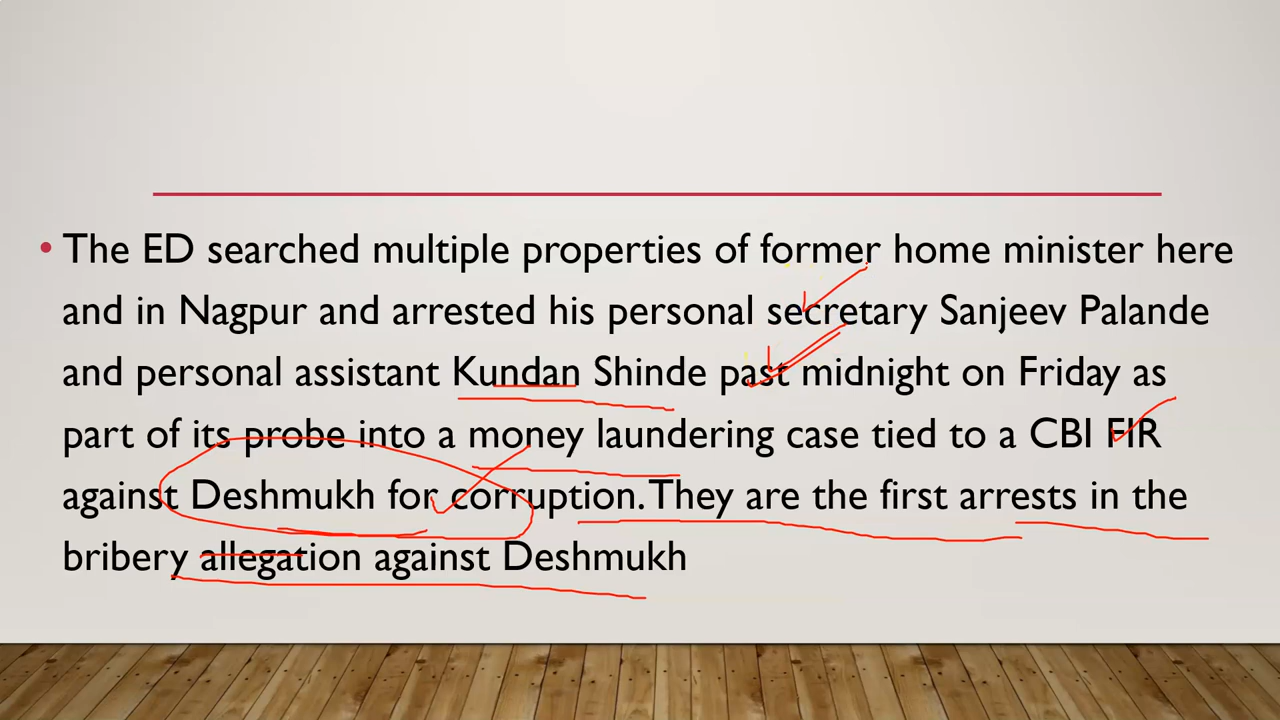 • The ED searched multiple properties of former home minister here
and in Nagpur and arrested his personal secretary Sanjeev Palande
and personal assistant Kundan Shinde past midnight on Friday as
part of its probe into a money laundering case tied to a CBI FIR
against Deshmukh for corruption. They are the first arrests in the
bribery allegation against Deshmukh